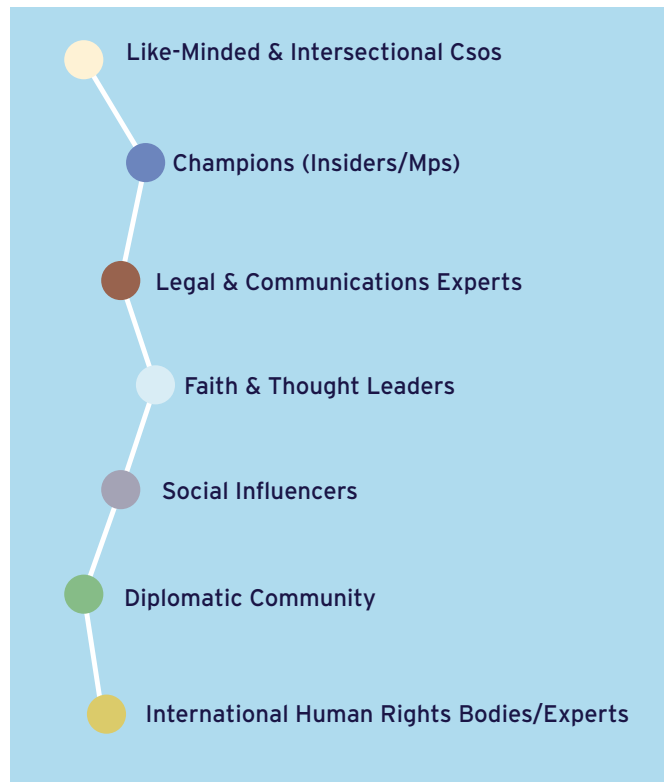 Like-Minded & Intersectional Csos
Champions (Insiders/Mps)
Legal & Communications Experts
Faith & Thought Leaders
Social Influencers
Diplomatic Community
International Human Rights Bodies/Experts